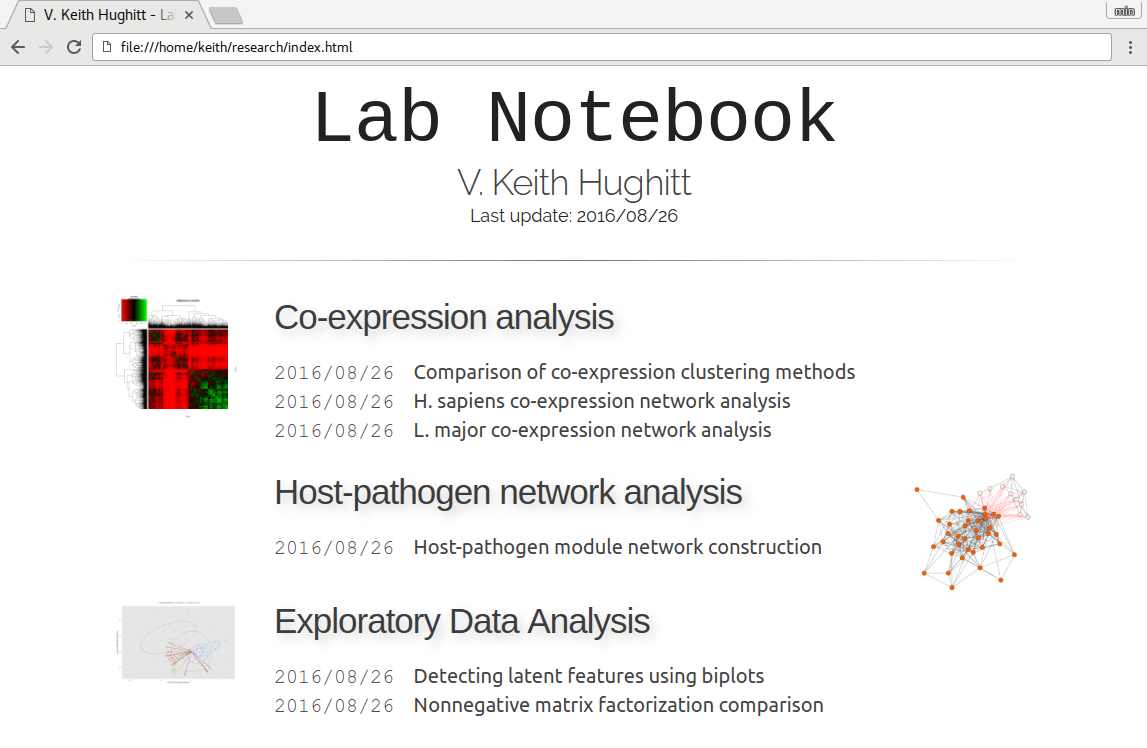 V. Keith Hughitt - La
min
file:///home/keith/research/index.html
Lab Notebook
V. Keith Hughitt
Last update: 2016/08/26
Co-expression analysis
2016/08/26 Comparison of co-expression clustering methods
2016/08/26 H. sapiens co-expression network analysis
2016/08/26 L. major co-expression network analysis
Host-pathogen network analysis
2016/08/26 Host-pathogen module network construction
Exploratory Data Analysis
2016/08/26 Detecting latent features using biplots
2016/08/26 Nonnegative matrix factorization comparison